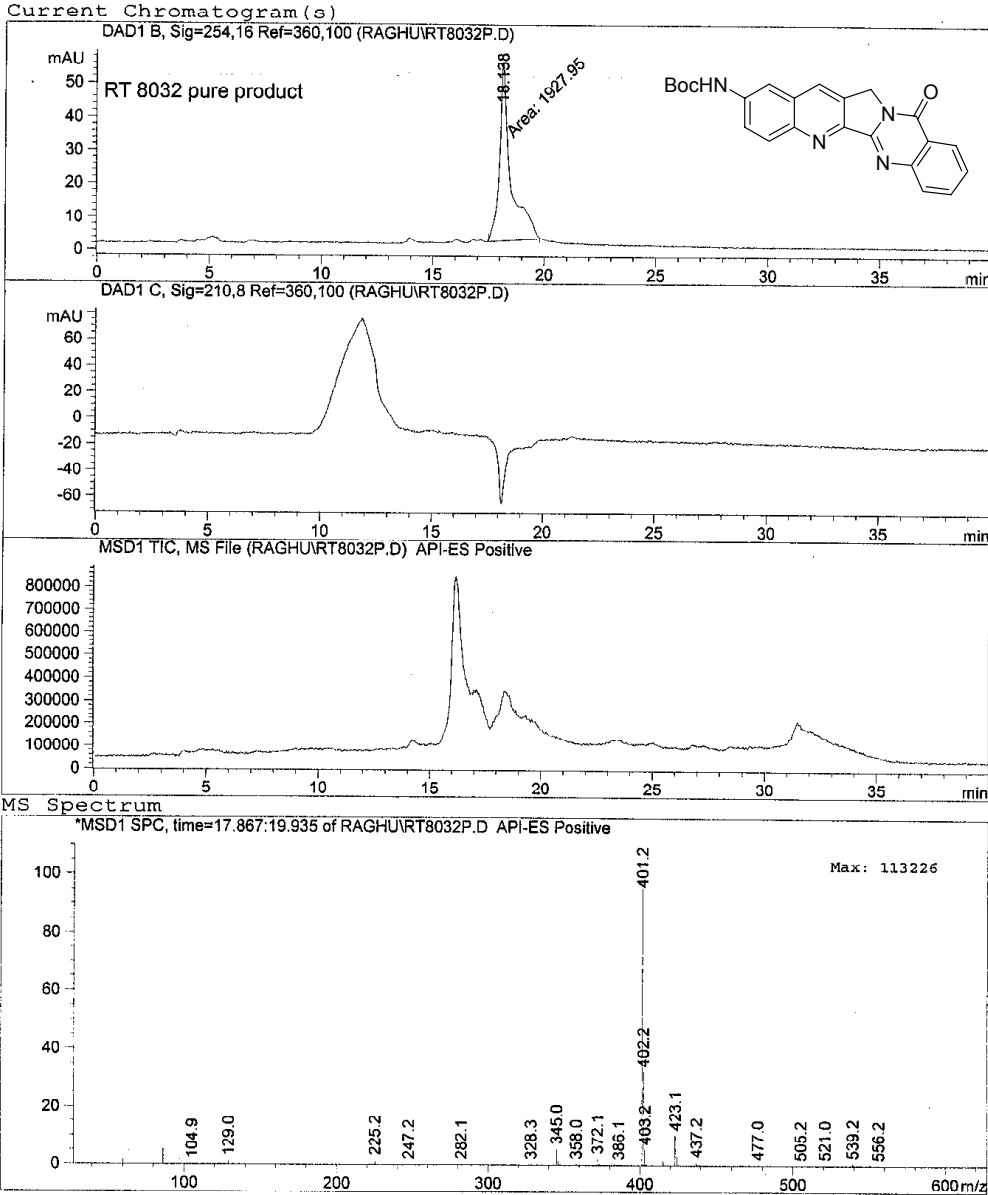 Current Chromatogram(s)
DAD1 B, Sig=254,16 Ref=360,100 (RAGHU\RT8032P.D)
mAU
RT 8032 pure product
18.138
Area: 1927.95
BocHN
N
N
O
N
50
40
30
20
10
0
0 5 10 15 20 25 30 35 min
DAD1 C, Sig=210,8 Ref=360,100 (RAGHU\RT8032P.D)
mAU
60
40
20
0
-20
-40
-60
0 5 10 15 20 25 30 35 min
MSD1 TIC, MS File (RAGHU\RT8032P.D) API-ES Positive
800000
700000
600000
500000
400000
300000
200000
100000
0
0 5 10 15 20 25 30 35 min
MS Spectrum
*MSD1 SPC, time=17.867:19.935 of RAGHU\RT8032P.D API-ES Positive
Max: 113226
100
80
60
40
20
0
104.9
129.0
225.2
247.2
282.1
328.3
345.0
358.0
372.1
386.1
401.2
402.2
403.2
423.1
437.2
477.0
505.2
521.0
539.2
556.2
100 200 300 400 500 600 m/z